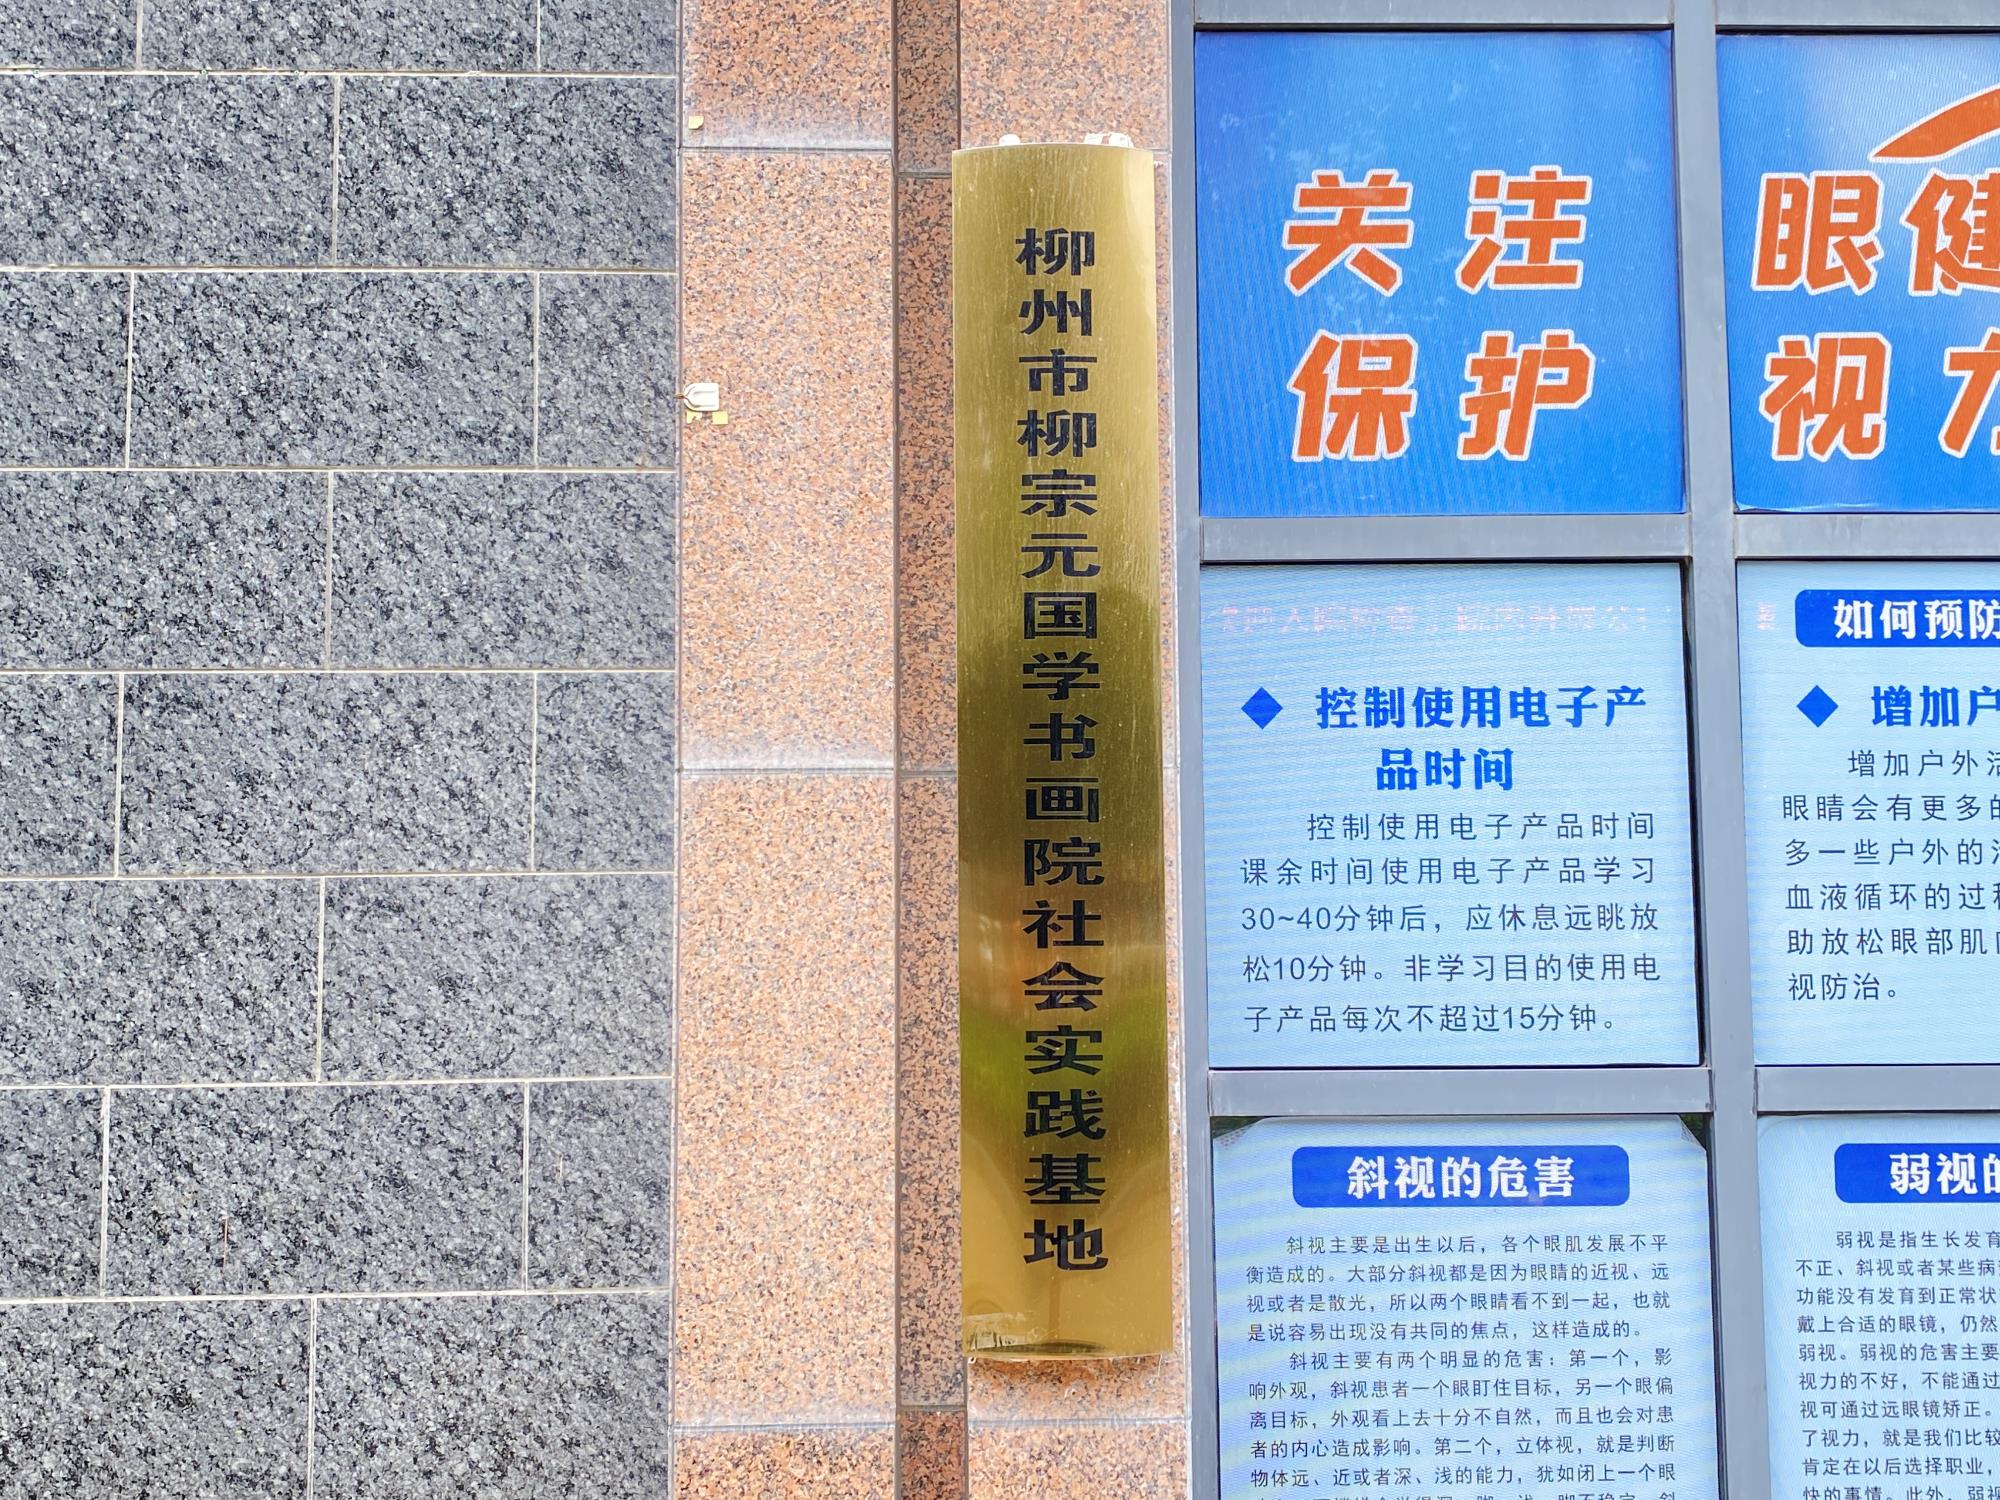 柳州市柳宗元国学书画院社会实践基地
关注
保护
眼健
视力
控制使用电子产
品时间
控制使用电子产品时间
课余时间使用电子产品学习
30~40分钟后，应休息远眺放
松10分钟。非学习目的使用电
子产品每次不超过15分钟。
如何预防
增加户
增加户外活
眼睛会有更多的
多一些户外的活
血液循环的过程
助放松眼部肌肉
视防治。
斜视的危害
斜视主要是出生以后，各个眼肌发展不平
衡造成的。大部分斜视都是因为眼睛的近视、远
视或者是散光，所以两个眼睛看不到一起，也就
是说容易出现没有共同的焦点，这样造成的。
斜视主要有两个明显的危害：第一个，影
响外观，斜视患者一个眼盯住目标，另一个眼偏
离目标，外观看上去十分不自然，而且也会对患
者的内心造成影响。第二个，立体视，就是判断
物体远、近或者深、浅的能力，犹如闭上一个眼
弱视的
弱视是指生长发育
不正、斜视或者某些病
功能没有发育到正常状
戴上合适的眼镜，仍然
弱视。弱视的危害主要
视力的不好，不能通过
视可通过远眼镜矫正。
了视力，就是我们比较
肯定在以后选择职业，
快的事情。此外，弱视